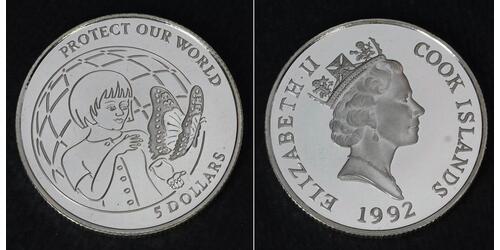 PROTECT OUR WORLD
5 DOLLARS
ELIZABETH II
COOK ISLANDS
1992